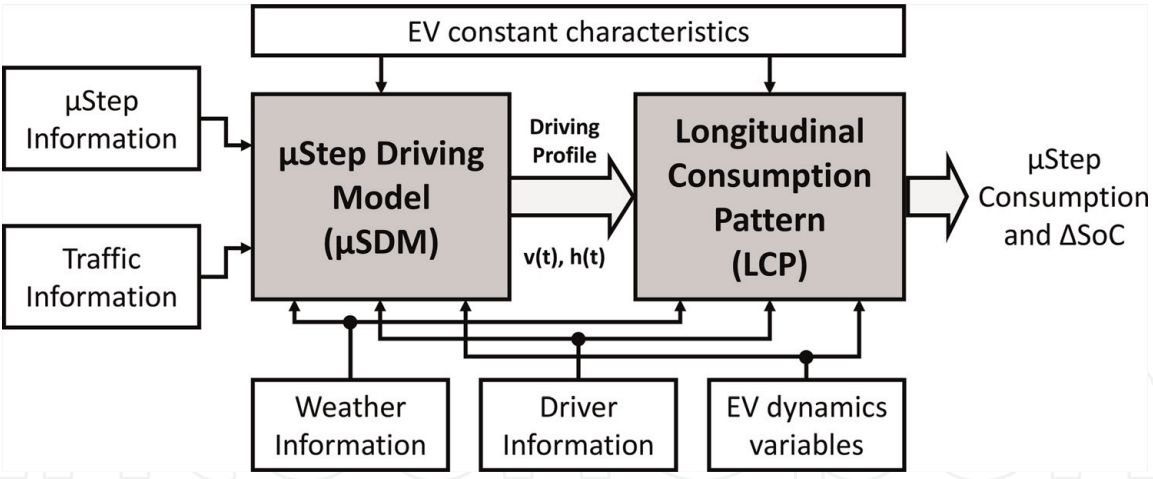 EV constant characteristics
µStep
Information
Traffic
Information
µStep Driving
Model
(µSDM)
Driving
Profile
v(t), h(t)
Longitudinal
Consumption
Pattern
(LCP)
µStep
Consumption
and ΔSoC
Weather
Information
Driver
Information
EV dynamics
variables